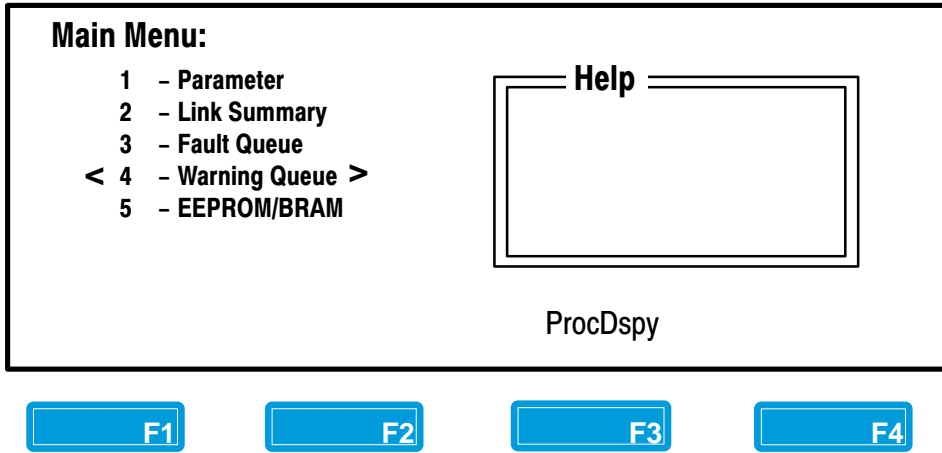 Main Menu:
1 – Parameter
2 – Link Summary
3 – Fault Queue
< 4 – Warning Queue >
5 – EEPROM/BRAM
Help
ProcDspy
F1 F2 F3 F4